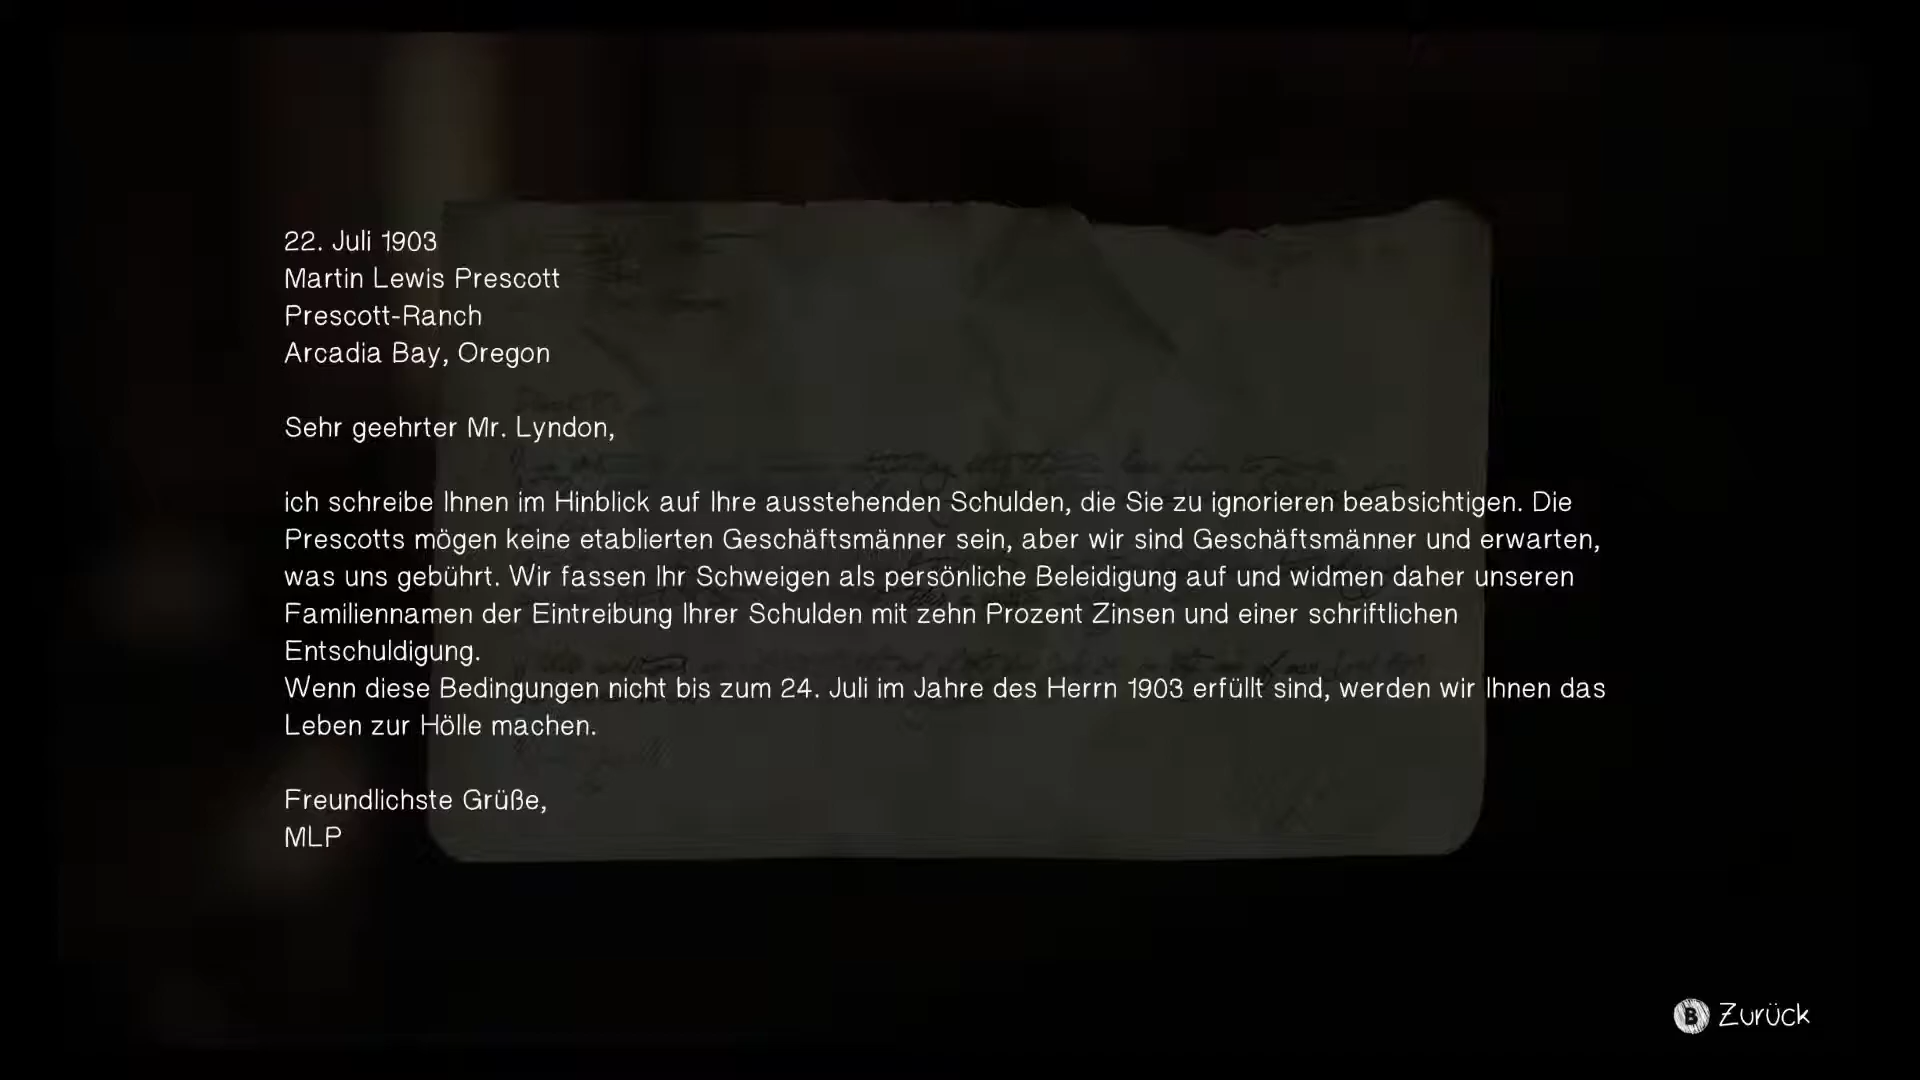 22. Juli 1903
Martin Lewis Prescott
Prescott-Ranch
Arcadia Bay, Oregon
Sehr geehrter Mr. Lyndon,
ich schreibe Ihnen im Hinblick auf Ihre ausstehenden Schulden, die Sie zu ignorieren beabsichtigen. Die
Prescotts mögen keine etablierten Geschäftsmänner sein, aber wir sind Geschäftsmänner und erwarten,
was uns gebührt. Wir fassen Ihr Schweigen als persönliche Beleidigung auf und widmen daher unseren
Familiennamen der Eintreibung Ihrer Schulden mit zehn Prozent Zinsen und einer schriftlichen
Entschuldigung.
Wenn diese Bedingungen nicht bis zum 24. Juli im Jahre des Herrn 1903 erfüllt sind, werden wir Ihnen das
Leben zur Hölle machen.
Freundlichste Grüße,
MLP
B Zurück